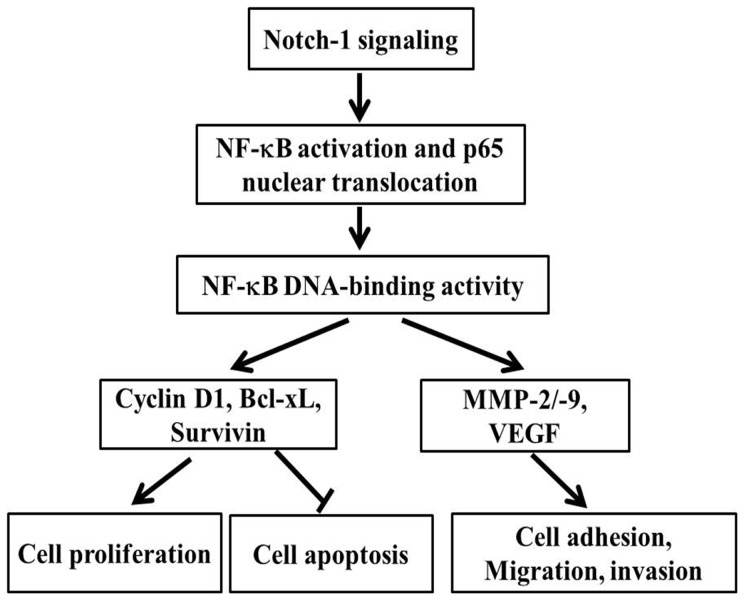 Notch-1 signaling
NF-κB activation and p65
nuclear translocation
NF-κB DNA-binding activity
Cyclin D1, Bcl-xL,
Survivin
MMP-2/-9,
VEGF
Cell proliferation
Cell apoptosis
Cell adhesion,
Migration, invasion